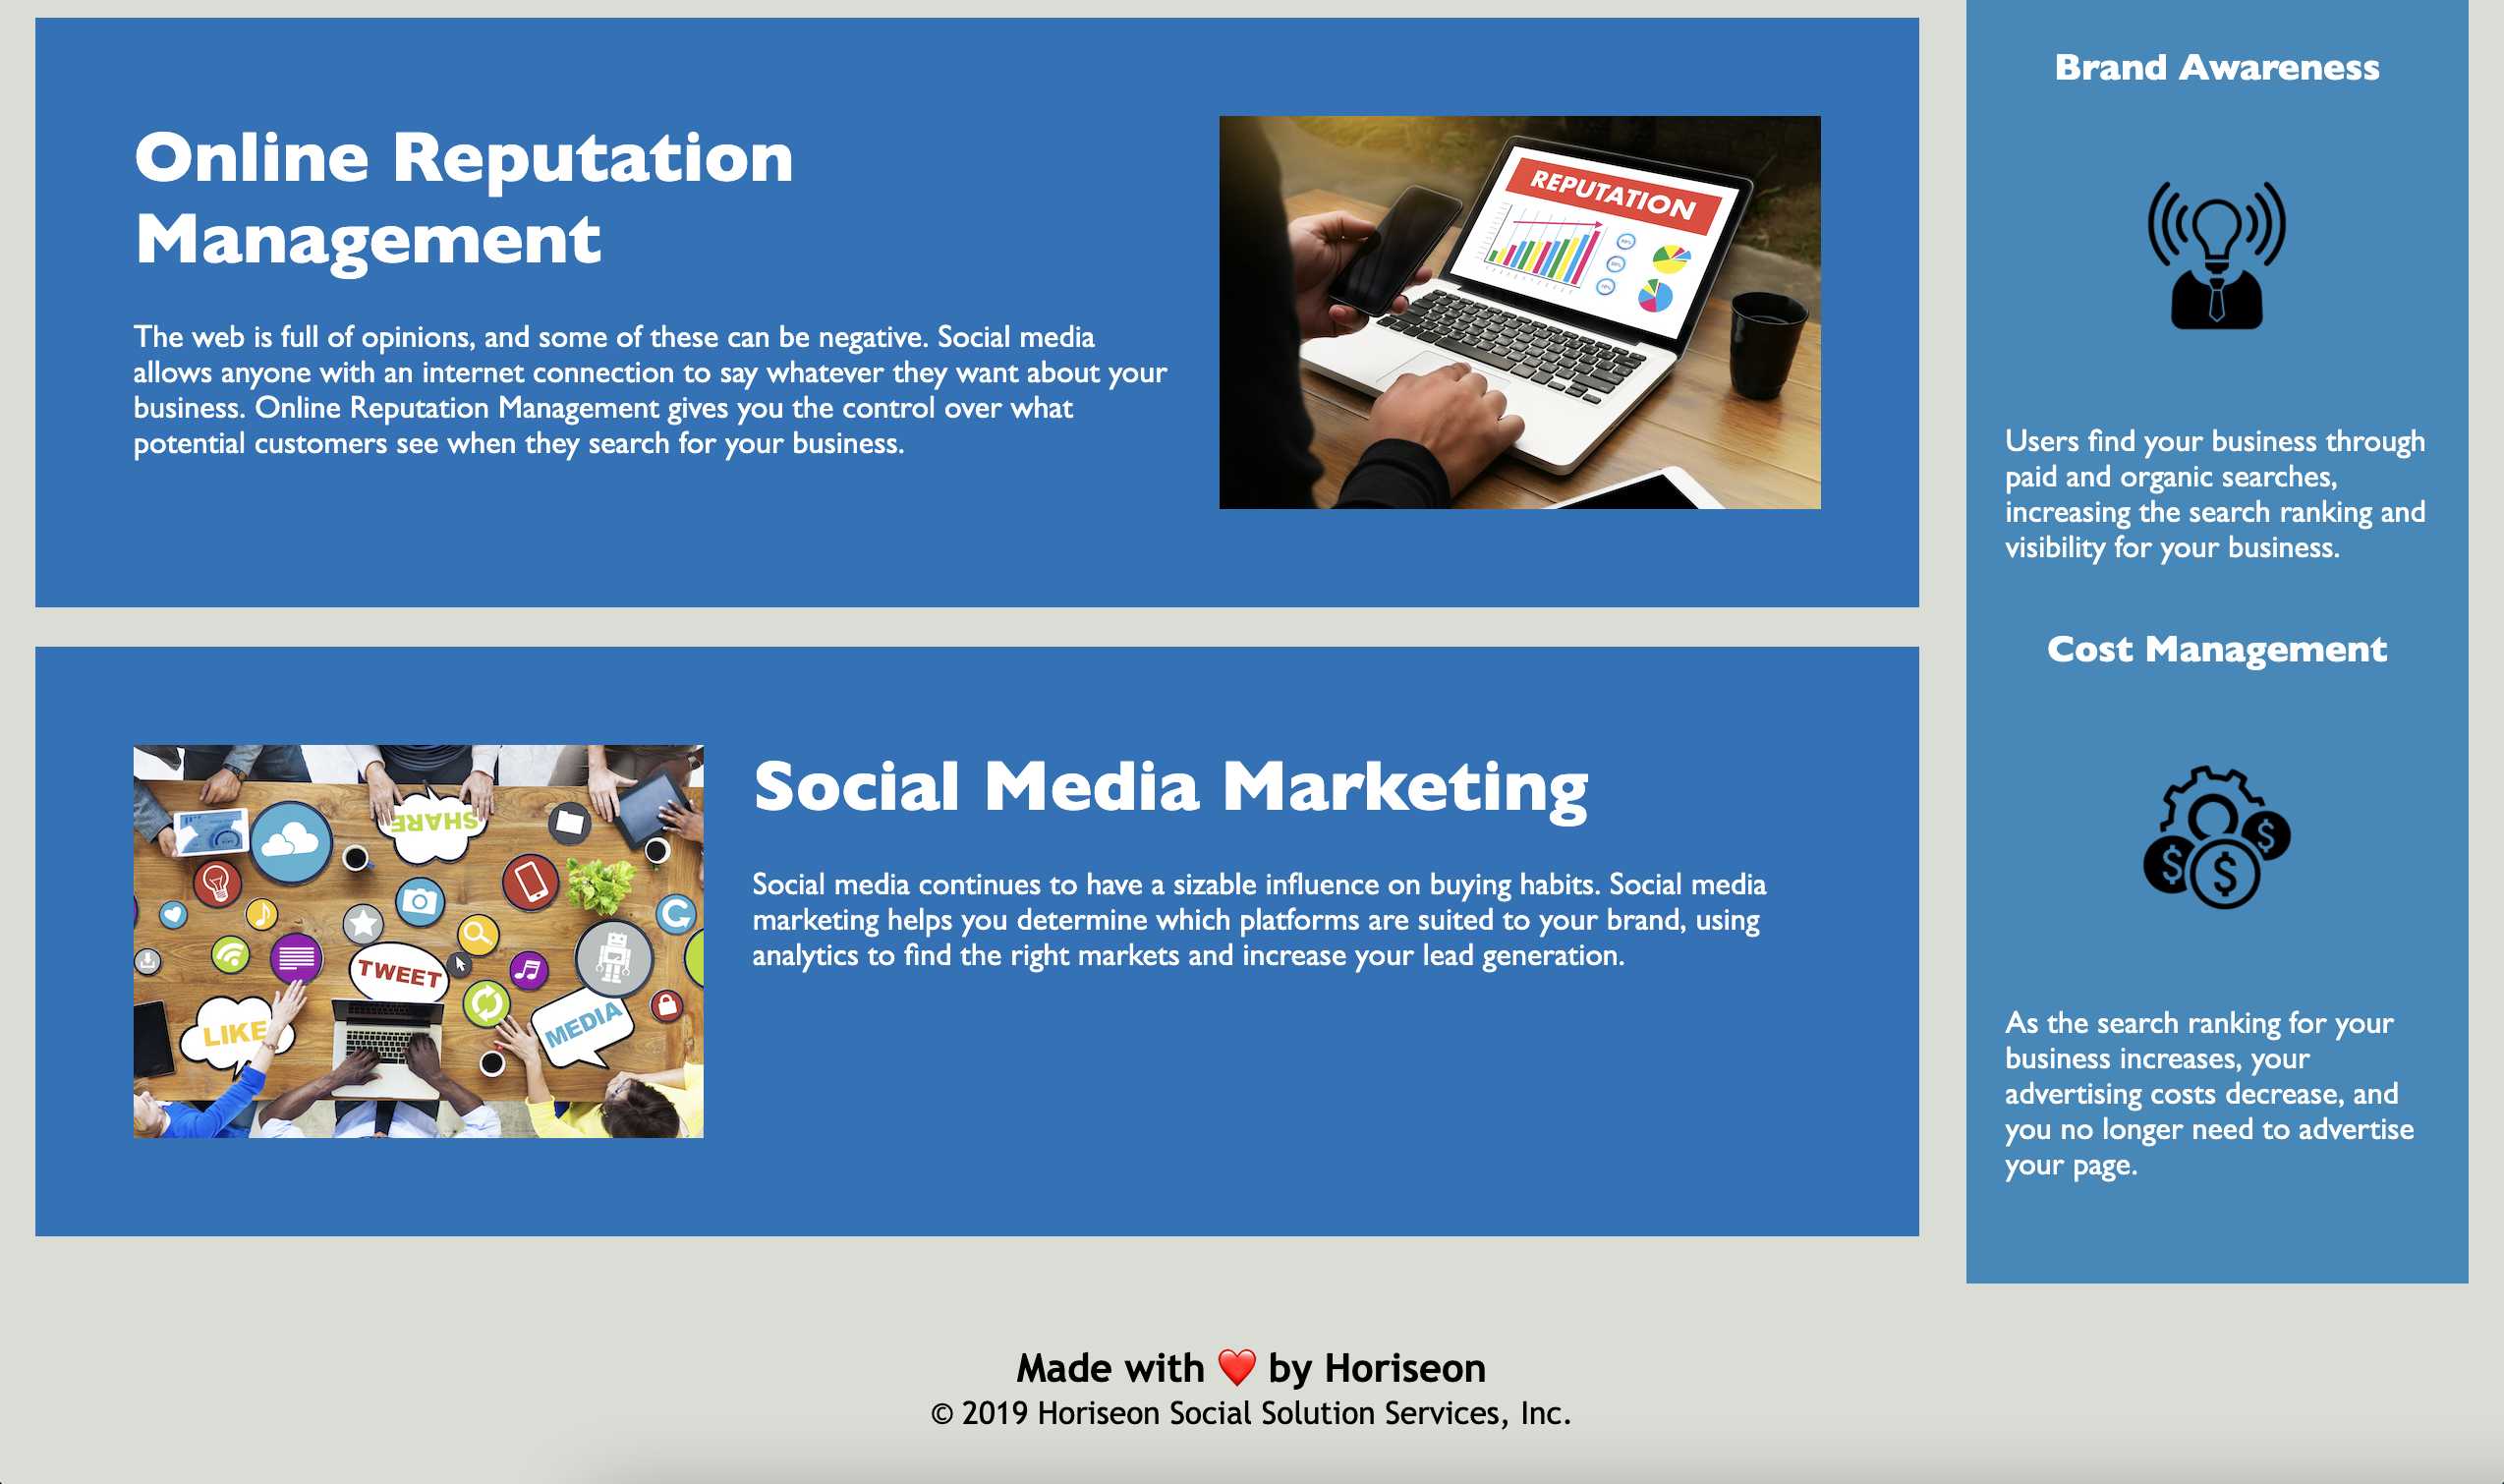 Online Reputation
Management
The web is full of opinions, and some of these can be negative. Social media
allows anyone with an internet connection to say whatever they want about your
business. Online Reputation Management gives you the control over what
potential customers see when they search for your business.
REPUTATION
Social Media Marketing
Social media continues to have a sizable influence on buying habits. Social media
marketing helps you determine which platforms are suited to your brand, using
analytics to find the right markets and increase your lead generation.
SHARE
TWEET
LIKE
MEDIA
Brand Awareness
Users find your business through
paid and organic searches,
increasing the search ranking and
visibility for your business.
Cost Management
$
$
$
As the search ranking for your
business increases, your
advertising costs decrease, and
you no longer need to advertise
your page.
Made with ❤️ by Horiseon
© 2019 Horiseon Social Solution Services, Inc.